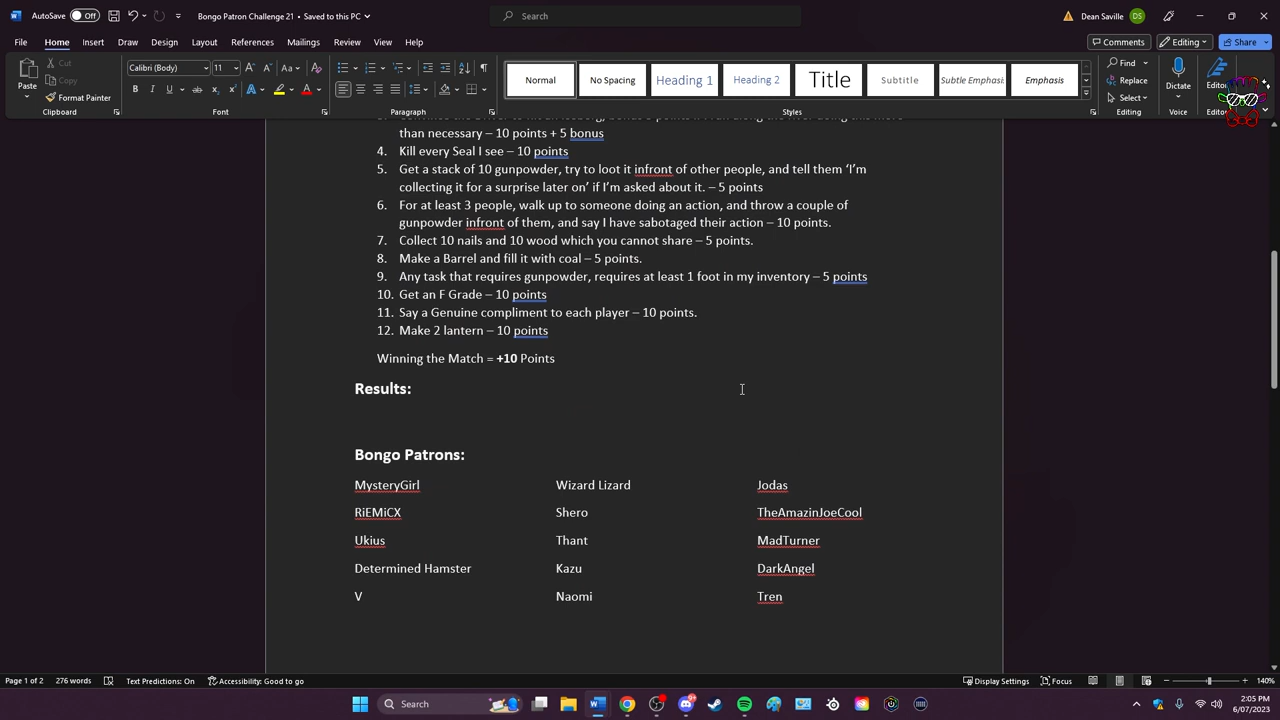 AutoSave Off Bongo Patron Challenge 21 • Saved to this PC Search Dean Saville DS
File Home Insert Draw Design Layout References Mailings Review View Help Comments Editing Share
Paste Cut Copy Format Painter
Calibri (Body) 11
Normal No Spacing Heading 1 Heading 2 Title Subtitle Subtle Emphasi Emphasis
Find Replace Select
Dictate
Clipboard Font Paragraph Styles Editing Voice
than necessary – 10 points + 5 bonus
4. Kill every Seal I see – 10 points
5. Get a stack of 10 gunpowder, try to loot it infront of other people, and tell them ‘I’m
collecting it for a surprise later on’ if I’m asked about it. – 5 points
6. For at least 3 people, walk up to someone doing an action, and throw a couple of
gunpowder infront of them, and say I have sabotaged their action – 10 points.
7. Collect 10 nails and 10 wood which you cannot share – 5 points.
8. Make a Barrel and fill it with coal – 5 points.
9. Any task that requires gunpowder, requires at least 1 foot in my inventory – 5 points
10. Get an F Grade – 10 points
11. Say a Genuine compliment to each player – 10 points.
12. Make 2 lantern – 10 points
Winning the Match = +10 Points
Results:
Bongo Patrons:
MysteryGirl Wizard Lizard Jodas
RiEMiCX Shero TheAmazinJoeCool
Ukius Thant MadTurner
Determined Hamster Kazu DarkAngel
V Naomi Tren
Page 1 of 2 276 words Text Predictions: On Accessibility: Good to go Display Settings Focus 140%
Search 2:05 PM
6/07/2023